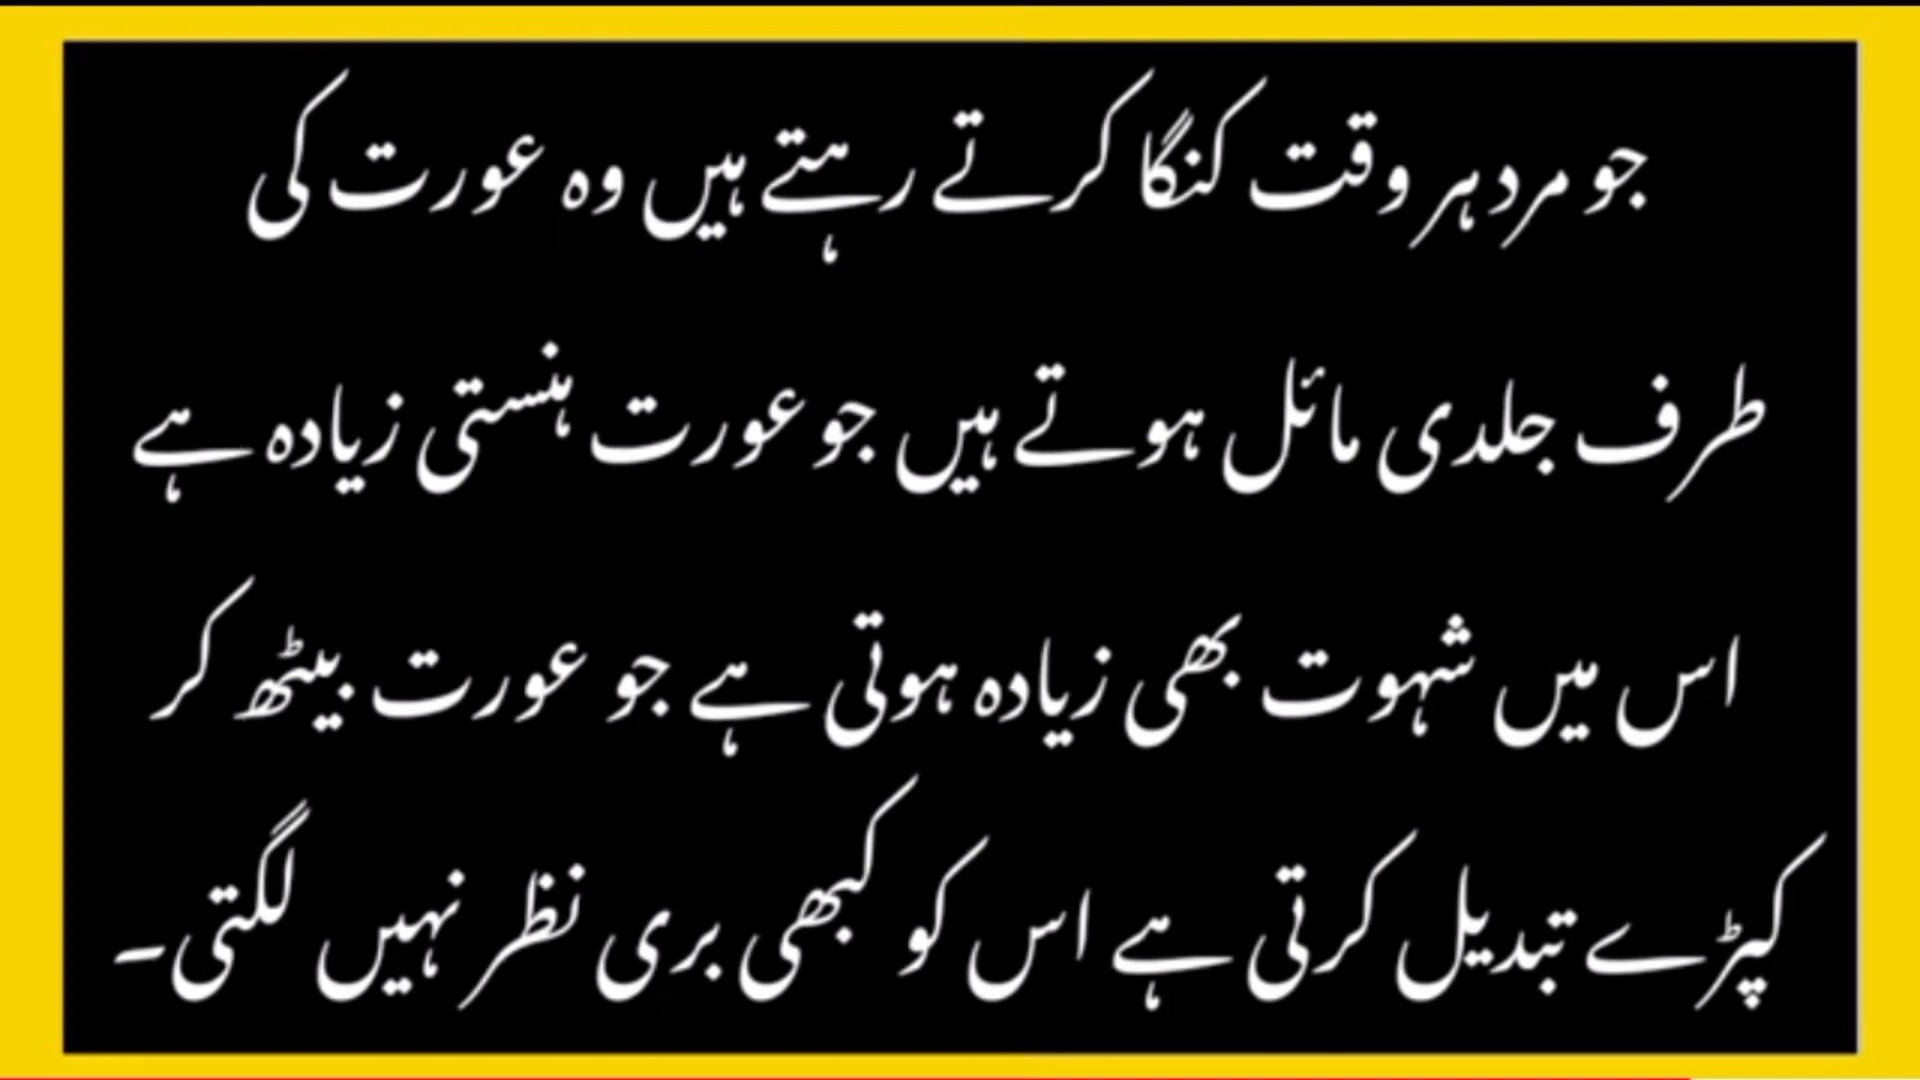 جو مرد ہر وقت کنگا کرتے رہتے ہیں وہ عورت کی
طرف جلدی مائل ہوتے ہیں جو عورت ہنستی زیادہ ہے
اس میں شہوت بھی زیادہ ہوتی ہے جو عورت بیٹھ کر
کپڑے تبدیل کرتی ہے اس کو کبھی بری نظر نہیں لگتی۔